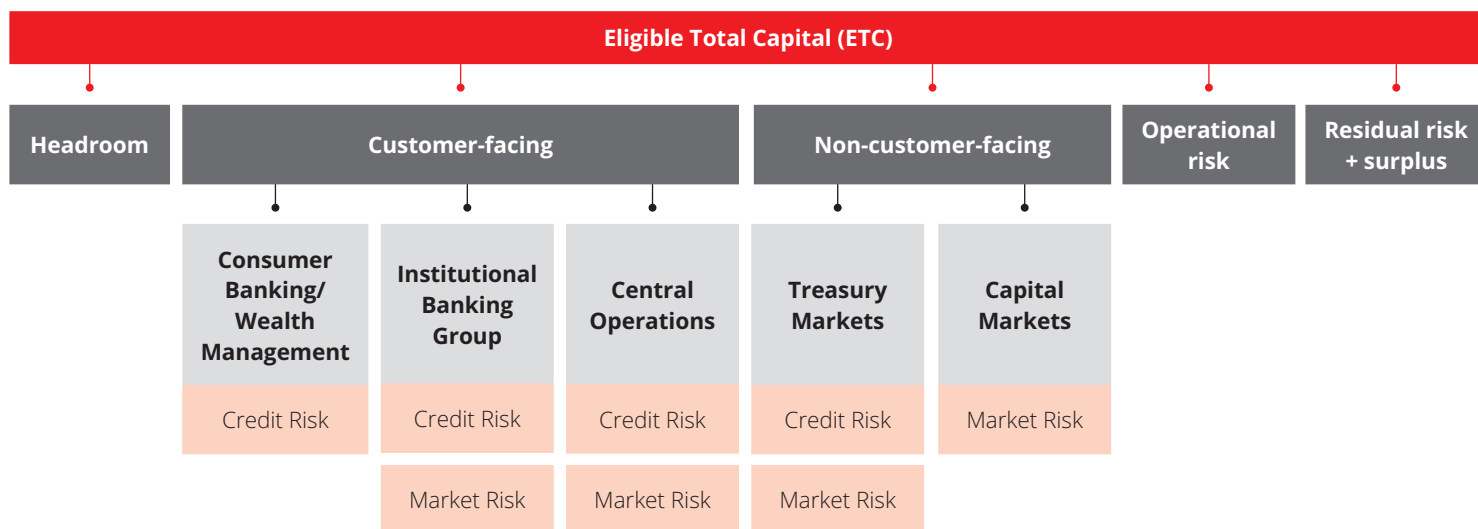 Eligible Total Capital (ETC)
Headroom
Customer-facing
Non-customer-facing
Operational
risk
Residual risk
+ surplus
Consumer
Banking/
Wealth
Management
Institutional
Banking
Group
Central
Operations
Treasury
Markets
Capital
Markets
Credit Risk
Credit Risk
Credit Risk
Credit Risk
Market Risk
Market Risk
Market Risk
Market Risk